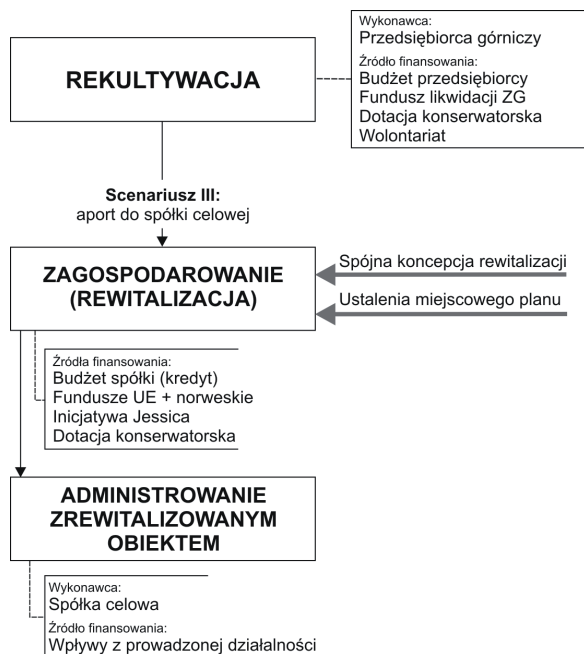 REKULTYWACJA
Wykonawca:
Przedsiębiorca górniczy
Źródło finansowania:
Budżet przedsiębiorcy
Fundusz likwidacji ZG
Dotacja konserwatorska
Wolontariat
Scenariusz III:
aport do spółki celowej
ZAGOSPODAROWANIE
(REWITALIZACJA)
Spójna koncepcja rewitalizacji
Ustalenia miejscowego planu
Źródła finansowania:
Budżet spółki (kredyt)
Fundusze UE + norweskie
Inicjatywa Jessica
Dotacja konserwatorska
ADMINISTROWANIE
ZREWITALIZOWANYM
OBIEKTEM
Wykonawca:
Spółka celowa
Źródło finansowania:
Wpływy z prowadzonej działalności